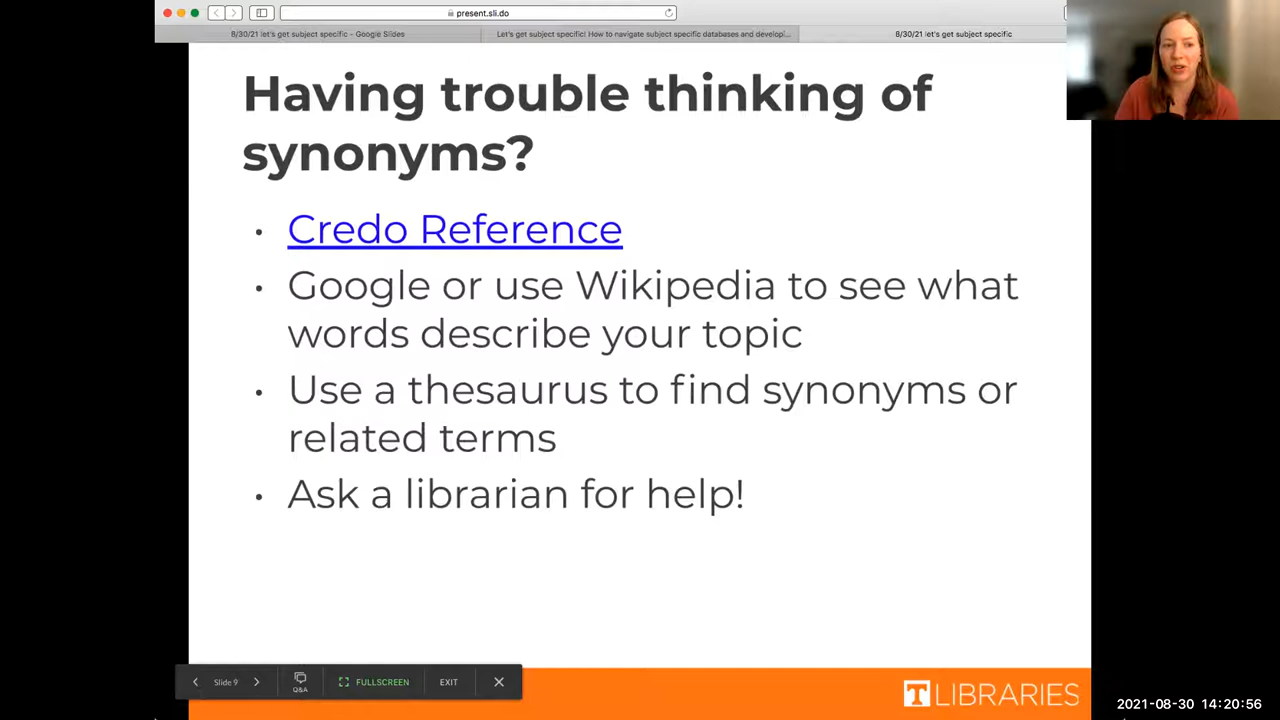 present.sli.do
8/30/21 let's get subject specific - Google Slides
Let's get subject specific! How to navigate subject specific databases and developi...
8/30/21 let's get subject specific
Having trouble thinking of
synonyms?
• Credo Reference
• Google or use Wikipedia to see what
words describe your topic
• Use a thesaurus to find synonyms or
related terms
• Ask a librarian for help!
Slide 9
Q&A
FULLSCREEN
EXIT
T LIBRARIES
2021-08-30 14:20:56